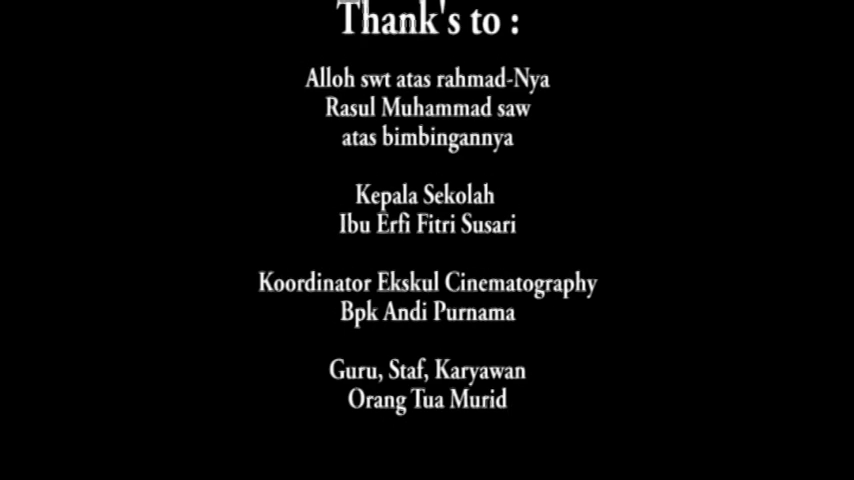 Thank's to :
Alloh swt atas rahmad-Nya
Rasul Muhammad saw
atas bimbingannya
Kepala Sekolah
Ibu Erfi Fitri Susari
Koordinator Ekskul Cinematography
Bpk Andi Purnama
Guru, Staf, Karyawan
Orang Tua Murid